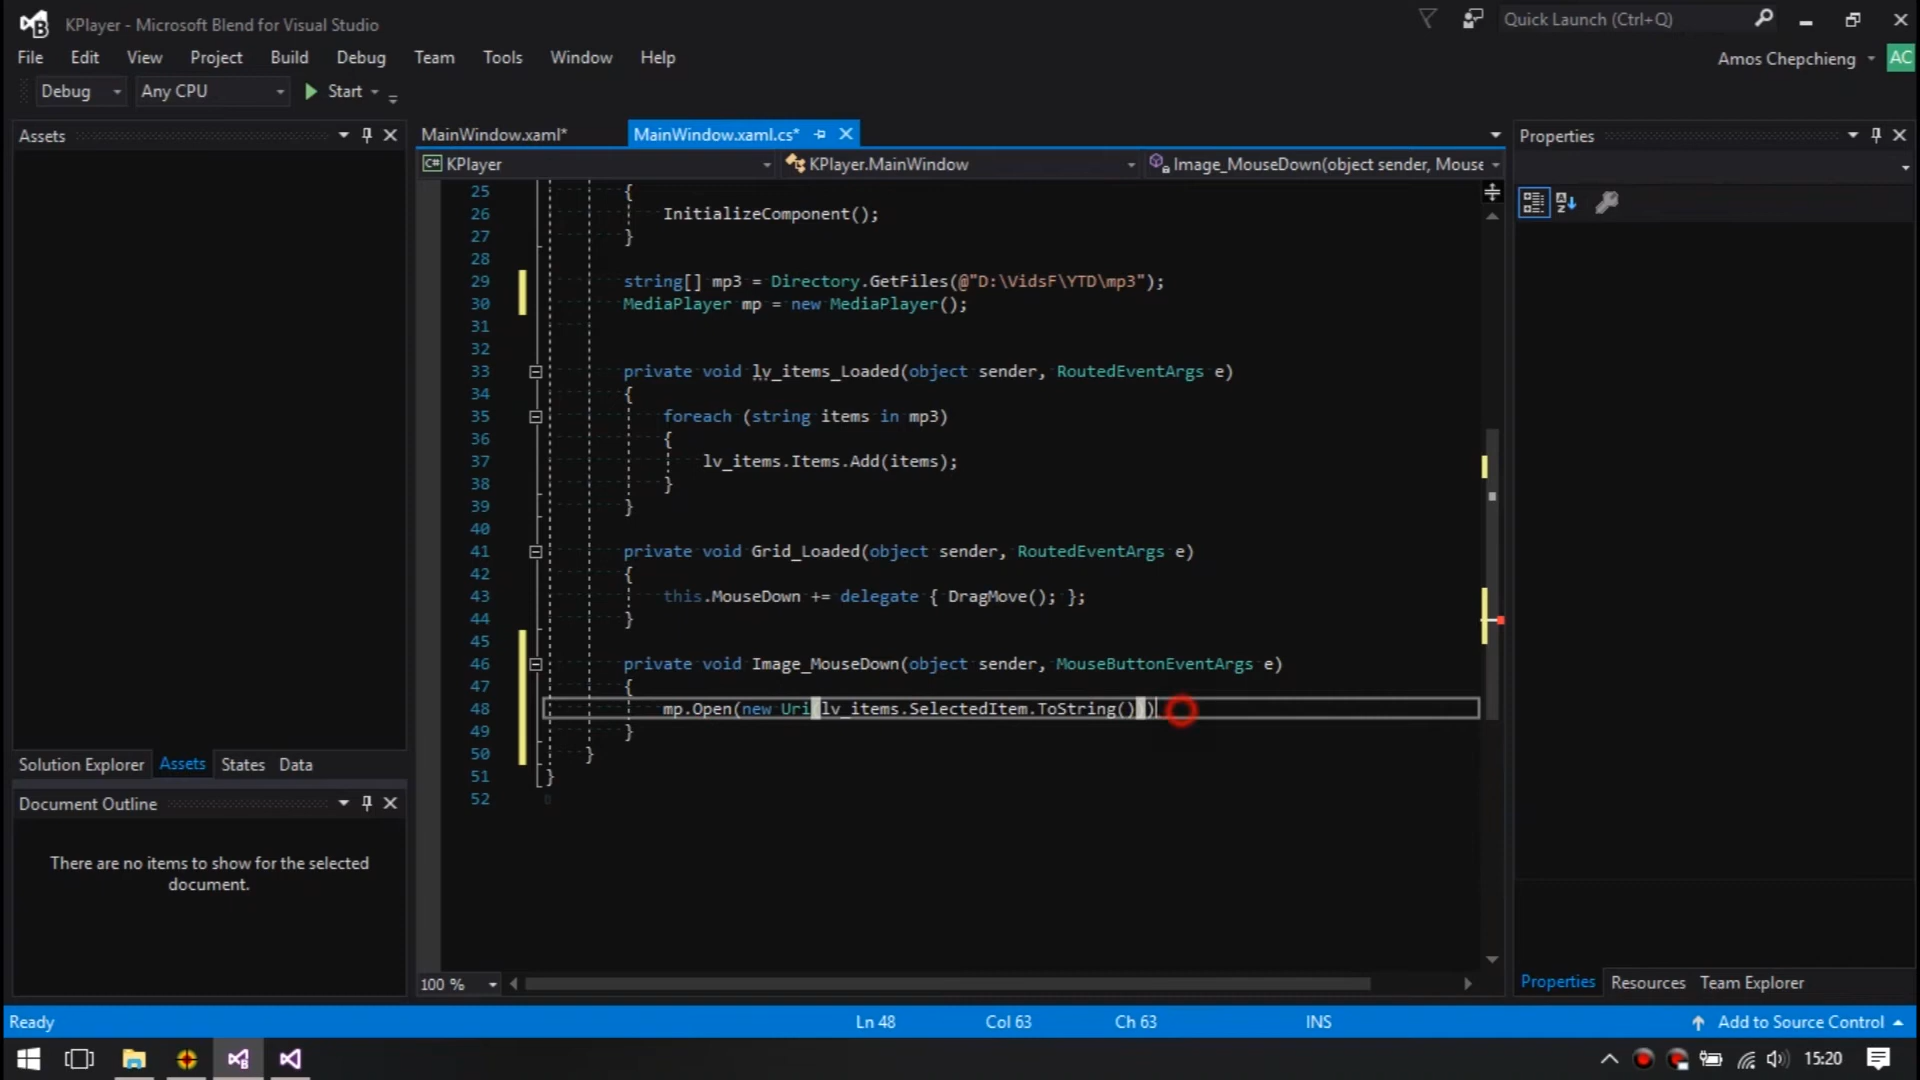 KPlayer - Microsoft Blend for Visual Studio
Quick Launch (Ctrl+Q)
File Edit View Project Build Debug Team Tools Window Help
Amos Chepchieng AC
Debug Any CPU Start
Assets
MainWindow.xaml* MainWindow.xaml.cs*
Properties
C# KPlayer KPlayer.MainWindow Image_MouseDown(object sender, Mouse
25 {
26 InitializeComponent();
27 }
28
29 string[] mp3 = Directory.GetFiles(@"D:\VidsF\YTD\mp3");
30 MediaPlayer mp = new MediaPlayer();
31
32
33 private void lv_items_Loaded(object sender, RoutedEventArgs e)
34 {
35 foreach (string items in mp3)
36 {
37 lv_items.Items.Add(items);
38 }
39 }
40
41 private void Grid_Loaded(object sender, RoutedEventArgs e)
42 {
43 this.MouseDown += delegate { DragMove(); };
44 }
45
46 private void Image_MouseDown(object sender, MouseButtonEventArgs e)
47 {
48 mp.Open(new Uri(lv_items.SelectedItem.ToString()))
49 }
50 }
51 }
52
Solution Explorer Assets States Data
Document Outline
There are no items to show for the selected
document.
100 %
Properties Resources Team Explorer
Ready Ln 48 Col 63 Ch 63 INS Add to Source Control
15:20